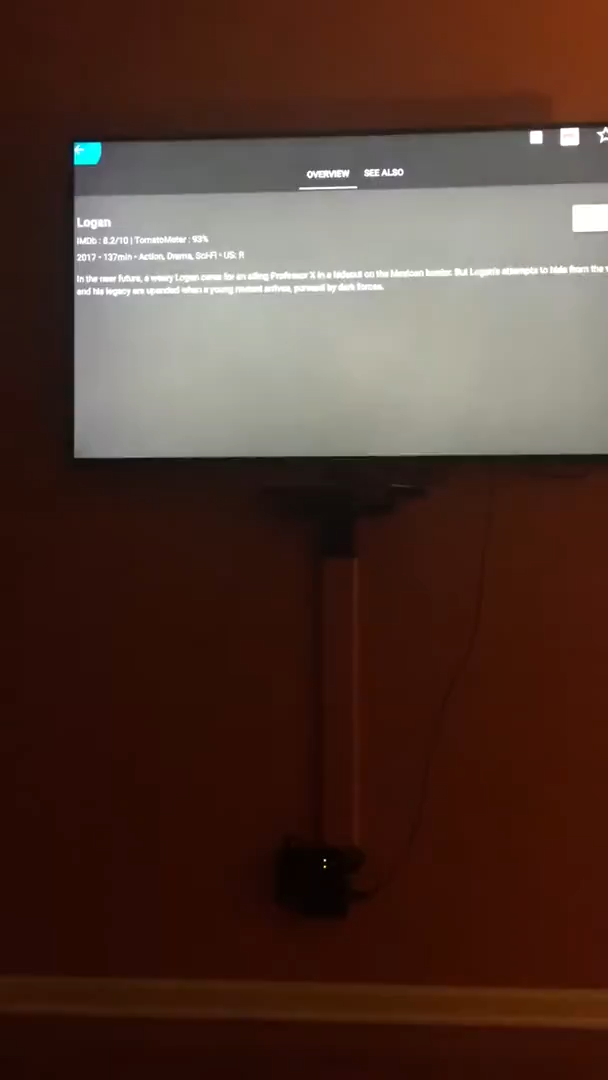 OVERVIEW SEE ALSO
Logan
IMDb : 8.2/10 | TomatoMeter : 93%
2017 • 137min • Action, Drama, Sci-Fi • US: R
In the near future, a weary Logan cares for an ailing Professor X in a hideout on the Mexican border. But Logan's attempts to hide from the
and his legacy are upended when a young mutant arrives, pursued by dark forces.